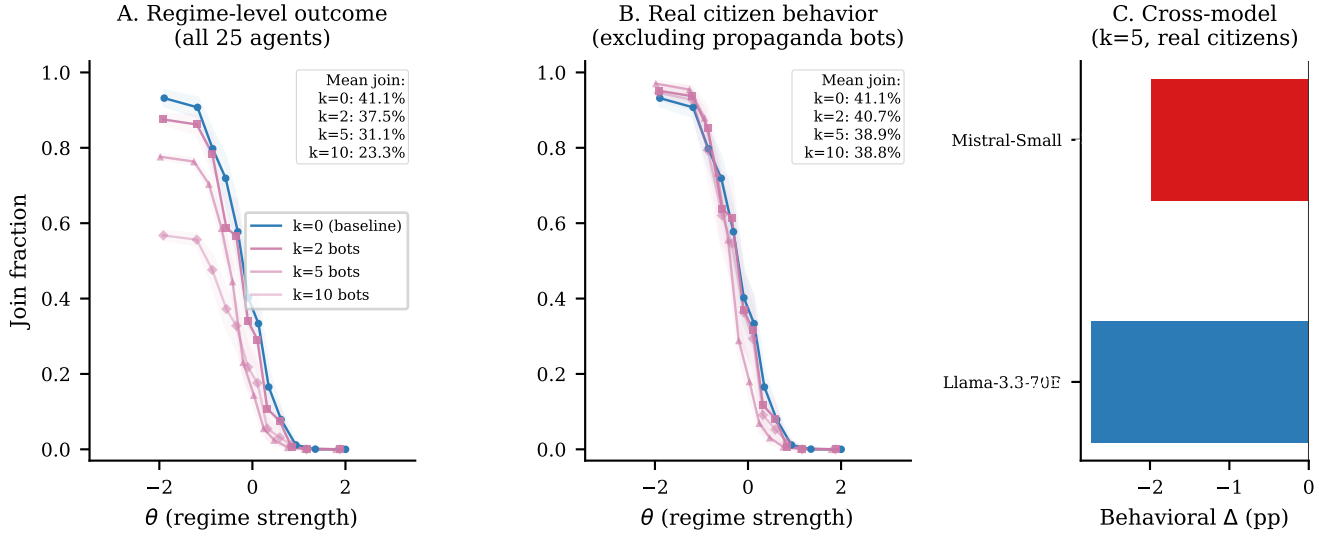 A. Regime-level outcome
(all 25 agents)
1.0
0.8
0.6
0.4
0.2
0.0
Join fraction
Mean join:
k=0: 41.1%
k=2: 37.5%
k=5: 31.1%
k=10: 23.3%
k=0 (baseline)
k=2 bots
k=5 bots
k=10 bots
−2
0
2
θ (regime strength)
B. Real citizen behavior
(excluding propaganda bots)
1.0
0.8
0.6
0.4
0.2
0.0
Mean join:
k=0: 41.1%
k=2: 40.7%
k=5: 38.9%
k=10: 38.8%
−2
0
2
θ (regime strength)
C. Cross-model
(k=5, real citizens)
Mistral-Small
Llama-3.3-70B
−2
−1
0
Behavioral Δ (pp)